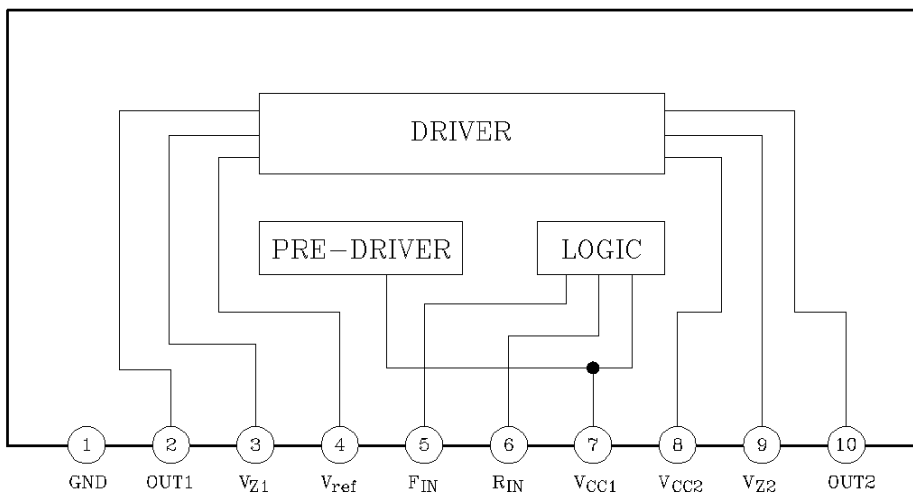 DRIVER
PRE-DRIVER LOGIC
1 2 3 4 5 6 7 8 9 10
GND OUT1 VZ1 Vref FIN RIN VCC1 VCC2 VZ2 OUT2